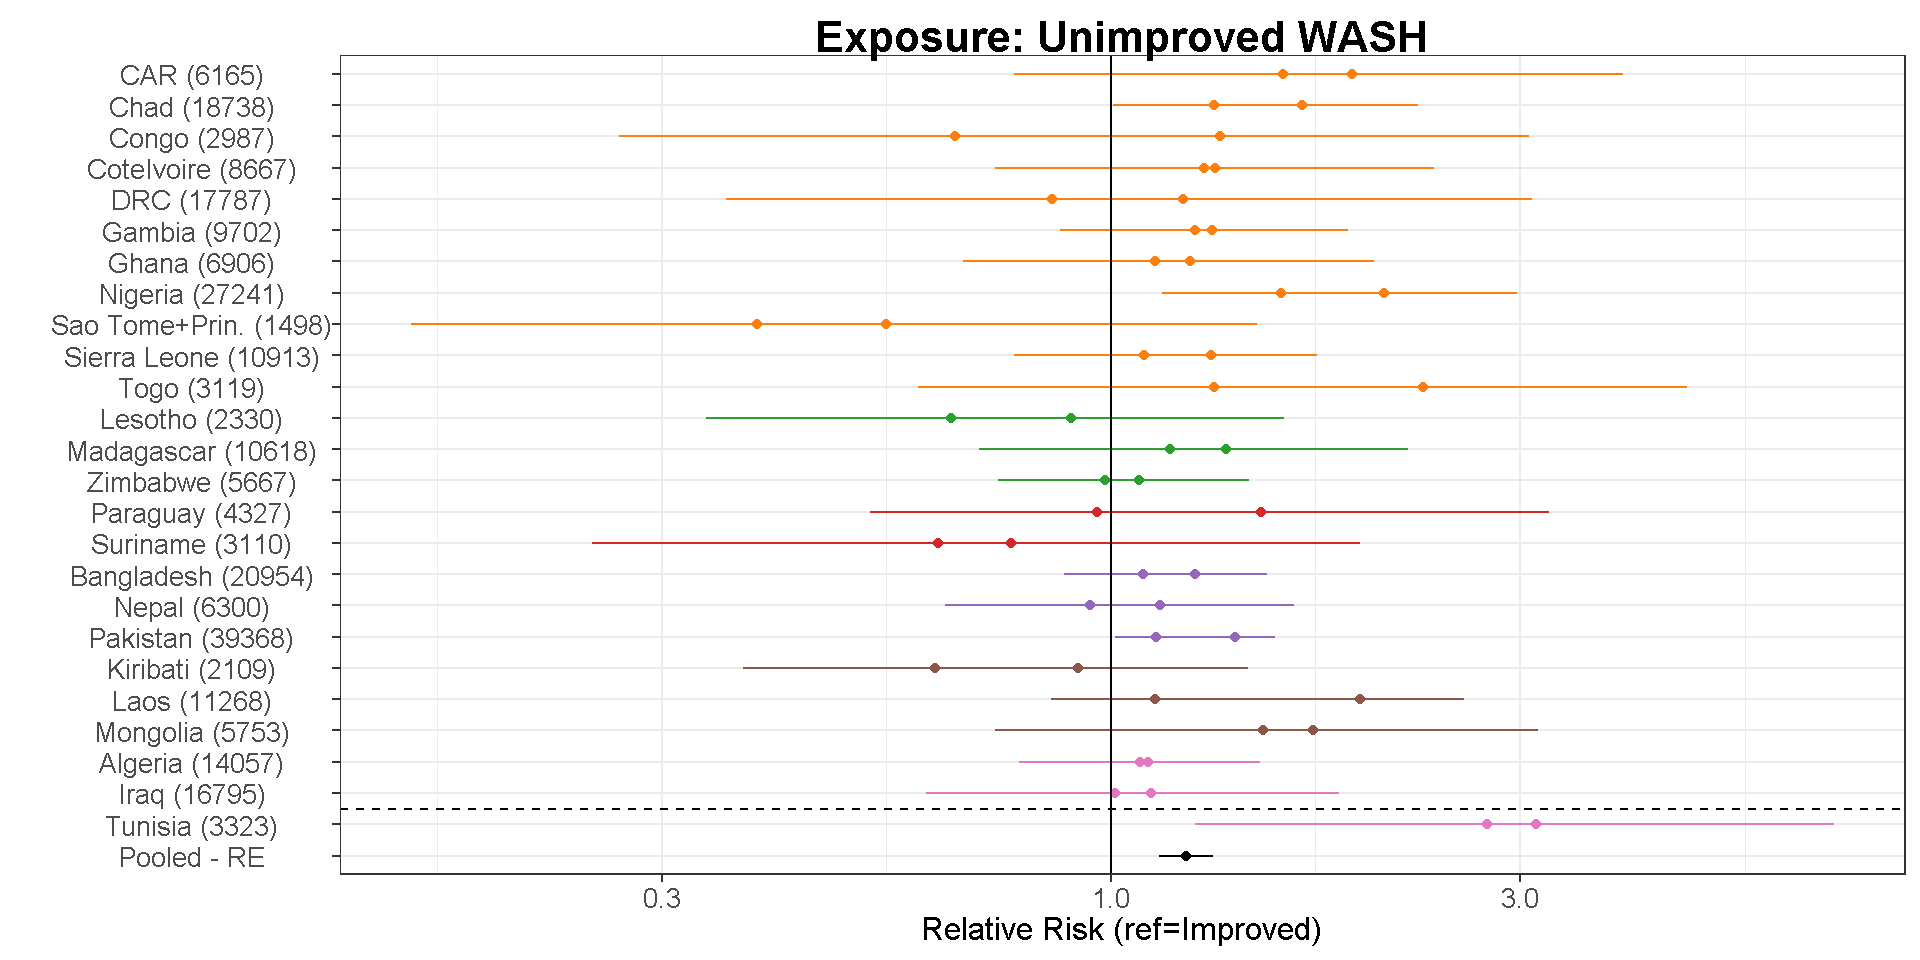 Exposure: Unimproved WASH
CAR (6165)
Chad (18738)
Congo (2987)
CotelVoire (8667)
DRC (17787)
Gambia (9702)
Ghana (6906)
Nigeria (27241)
Sao Tome+Prin. (1498)
Sierra Leone (10913)
Togo (3119)
Lesotho (2330)
Madagascar (10618)
Zimbabwe (5667)
Paraguay (4327)
Suriname (3110)
Bangladesh (20954)
Nepal (6300)
Pakistan (39368)
Kiribati (2109)
Laos (11268)
Mongolia (5753)
Algeria (14057)
Iraq (16795)
Tunisia (3323)
Pooled - RE
0.3 1.0 3.0
Relative Risk (ref=Improved)